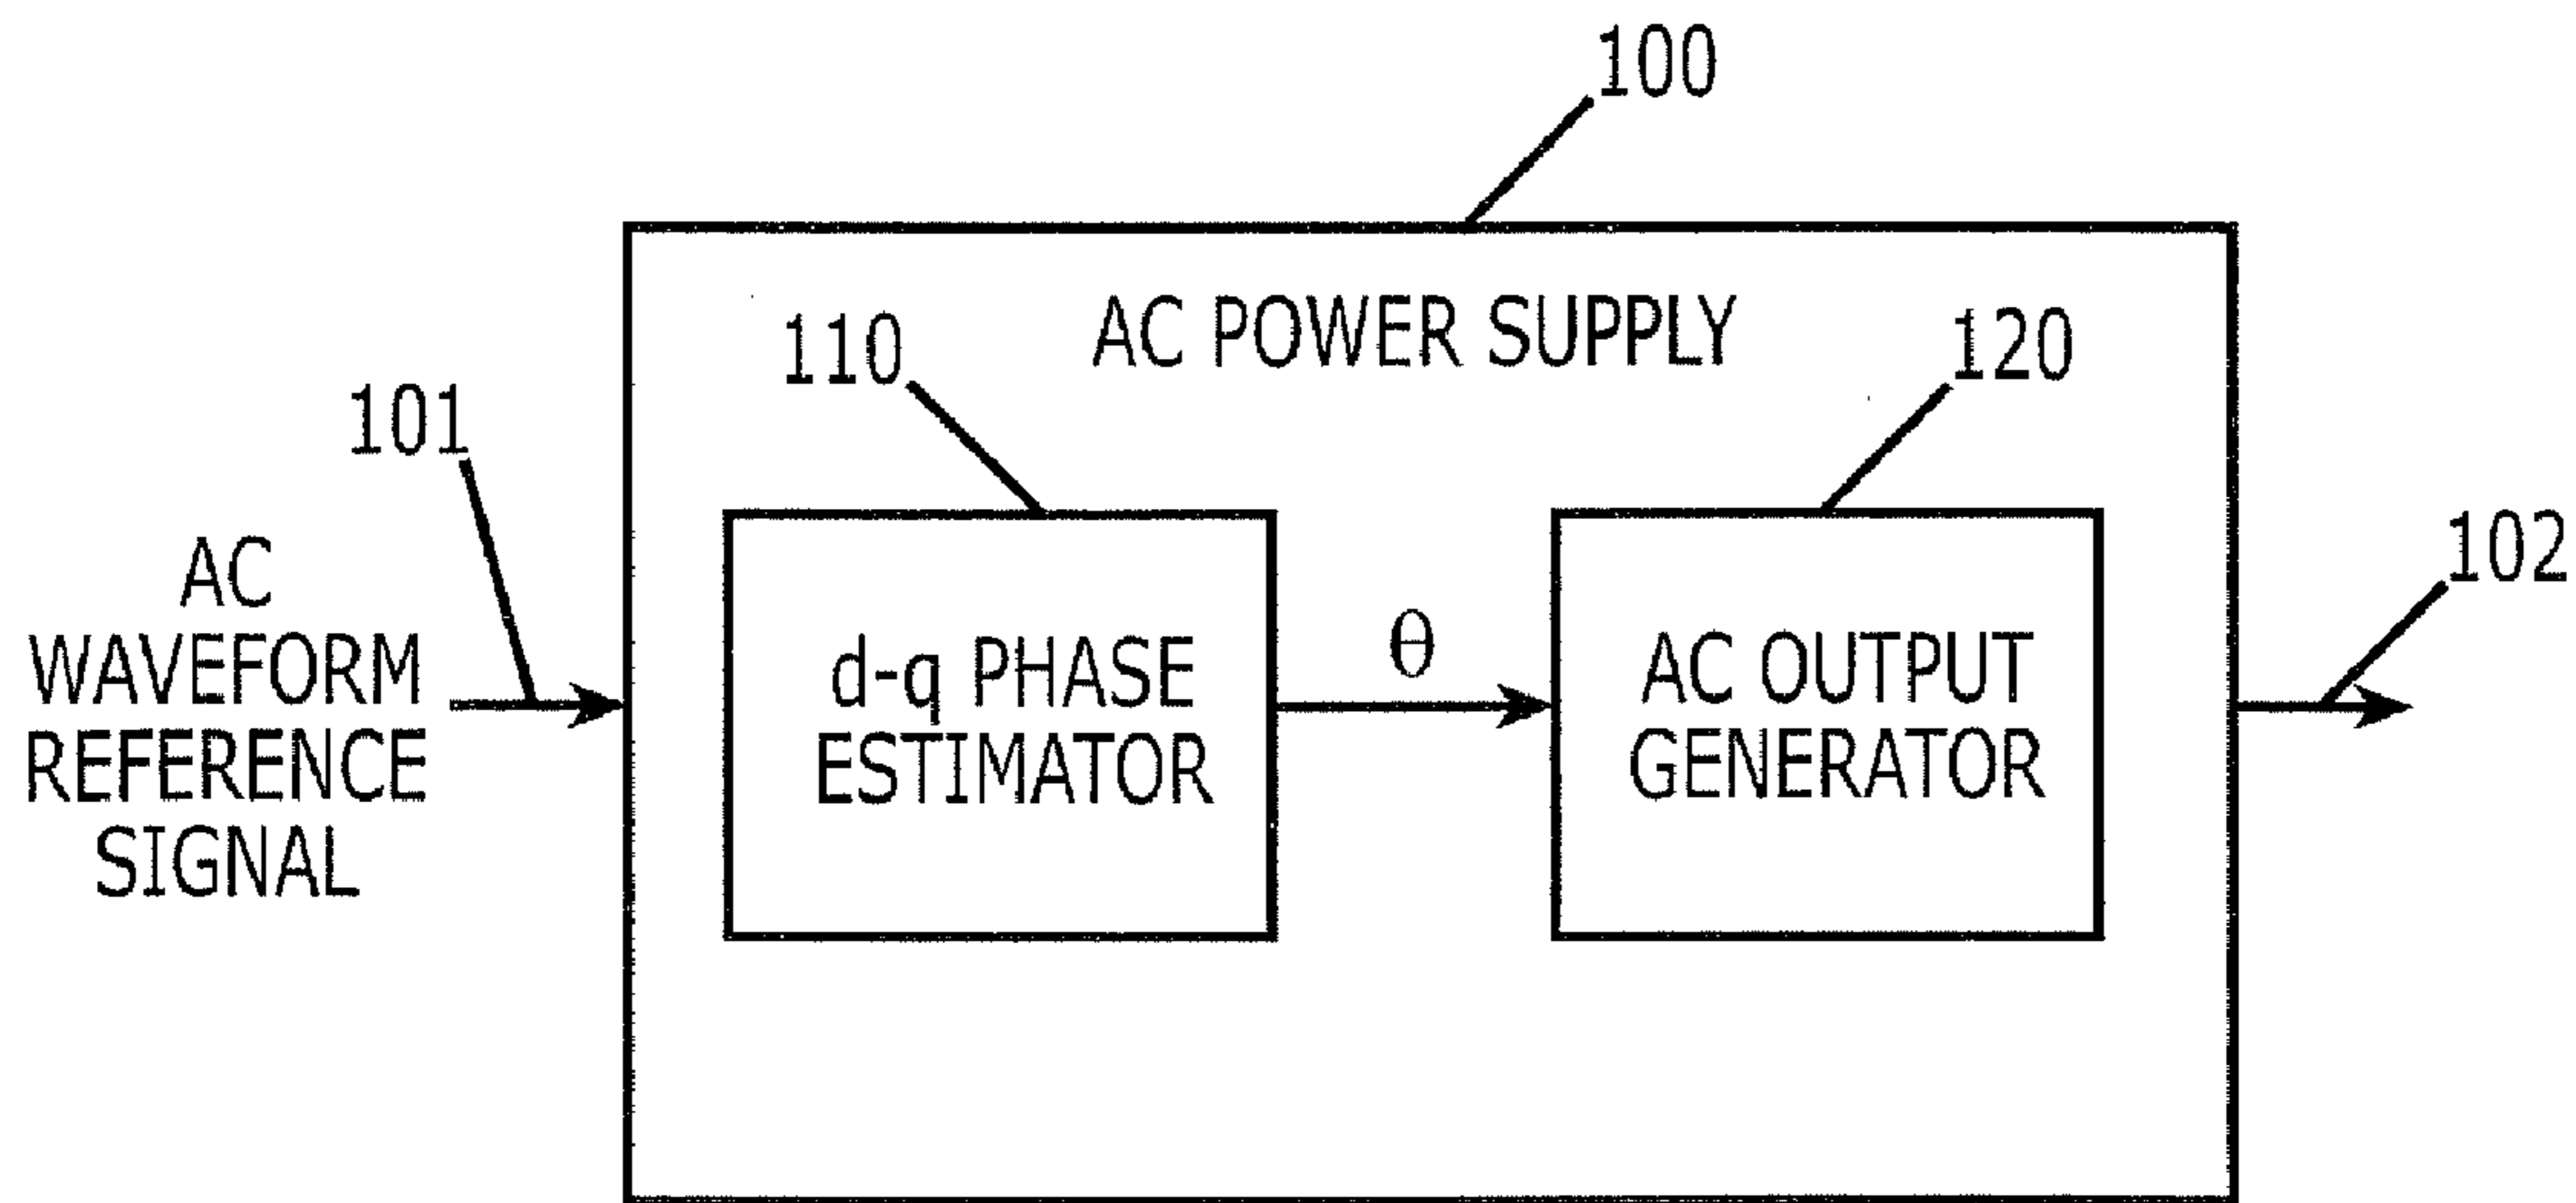 100
AC POWER SUPPLY
110
120
101
102
AC
WAVEFORM
REFERENCE
SIGNAL
d-q PHASE
ESTIMATOR
θ
AC OUTPUT
GENERATOR